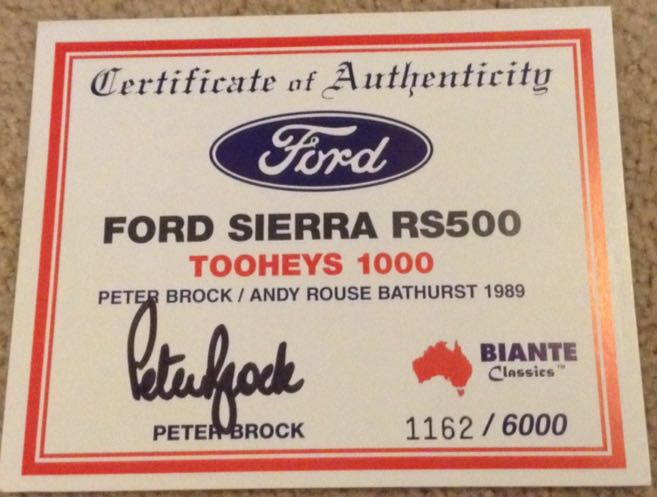 Certificate of Authenticity
Ford
FORD SIERRA RS500
TOOHEYS 1000
PETER BROCK / ANDY ROUSE BATHURST 1989
Peter Brock
BIANTE
Classics™
PETER BROCK
1162 / 6000